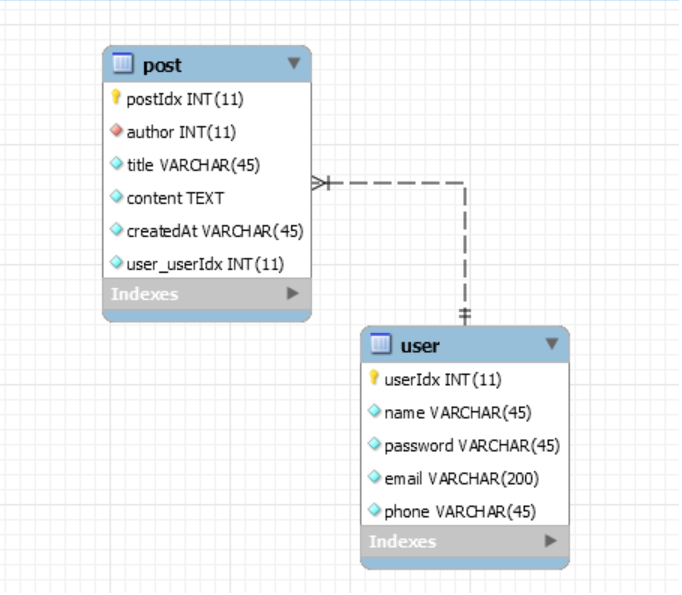 post
postIdx INT(11)
author INT(11)
title VARCHAR(45)
content TEXT
createdAt VARCHAR(45)
user_userIdx INT(11)
Indexes
user
userIdx INT(11)
name VARCHAR(45)
password VARCHAR(45)
email VARCHAR(200)
phone VARCHAR(45)
Indexes